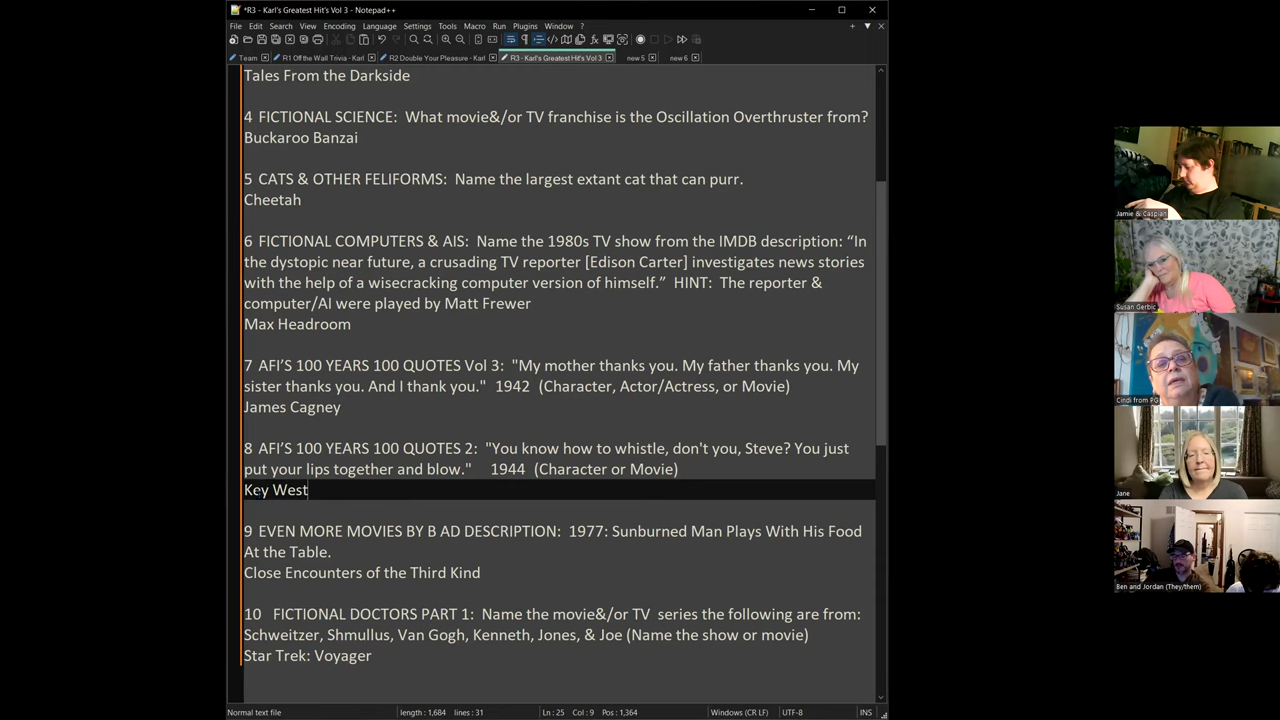 *R3 - Karl's Greatest Hit's Vol 3 - Notepad++
File Edit Search View Encoding Language Settings Tools Macro Run Plugins Window ?
Team R1 Off the Wall Trivia - Karl R2 Double Your Pleasure - Karl R3 - Karl's Greatest Hit's Vol 3 new 5 new 6
Tales From the Darkside
4 FICTIONAL SCIENCE: What movie&/or TV franchise is the Oscillation Overthruster from?
Buckaroo Banzai
5 CATS & OTHER FELIFORMS: Name the largest extant cat that can purr.
Cheetah
6 FICTIONAL COMPUTERS & AIS: Name the 1980s TV show from the IMDB description: “In
the dystopic near future, a crusading TV reporter [Edison Carter] investigates news stories
with the help of a wisecracking computer version of himself.” HINT: The reporter &
computer/AI were played by Matt Frewer
Max Headroom
7 AFI’S 100 YEARS 100 QUOTES Vol 3: "My mother thanks you. My father thanks you. My
sister thanks you. And I thank you." 1942 (Character, Actor/Actress, or Movie)
James Cagney
8 AFI’S 100 YEARS 100 QUOTES 2: "You know how to whistle, don't you, Steve? You just
put your lips together and blow." 1944 (Character or Movie)
Key West
9 EVEN MORE MOVIES BY B AD DESCRIPTION: 1977: Sunburned Man Plays With His Food
At the Table.
Close Encounters of the Third Kind
10 FICTIONAL DOCTORS PART 1: Name the movie&/or TV series the following are from:
Schweitzer, Shmullus, Van Gogh, Kenneth, Jones, & Joe (Name the show or movie)
Star Trek: Voyager
Normal text file length : 1,684 lines : 31 Ln : 25 Col : 9 Pos : 1,364 Windows (CR LF) UTF-8 INS
Jamie & Caspian
Susan Gerbic
Cindi from PG
Jane
Ben and Jordan (They/them)